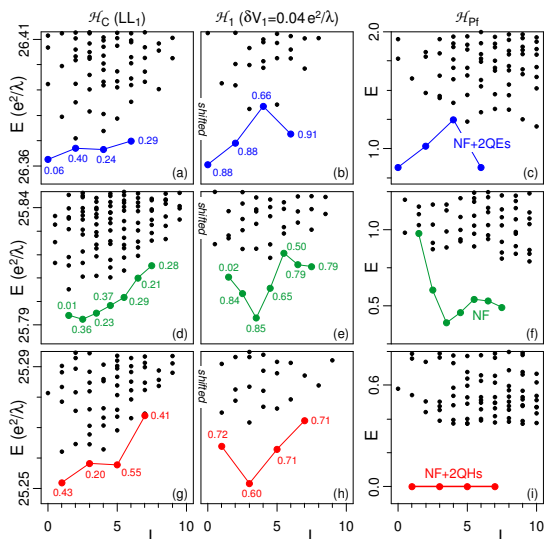 ℋ_C (LL₁)
ℋ₁ (δV₁=0.04 e²/λ)
ℋ_Pf
26.41
26.36
E (e²/λ)
0.06
0.40
0.24
0.29
(a)
shifted
0.88
0.88
0.66
0.91
(b)
2.0
1.0
E
NF+2QEs
(c)
25.84
25.79
E (e²/λ)
0.01
0.36
0.23
0.37
0.29
0.21
0.28
(d)
shifted
0.02
0.84
0.85
0.65
0.50
0.79
0.79
(e)
1.0
0.5
E
NF
(f)
25.29
25.25
E (e²/λ)
0.43
0.20
0.55
0.41
(g)
shifted
0.72
0.60
0.71
0.71
(h)
0.6
0.0
E
NF+2QHs
(i)
0 5 10 0 5 10 0 5 10